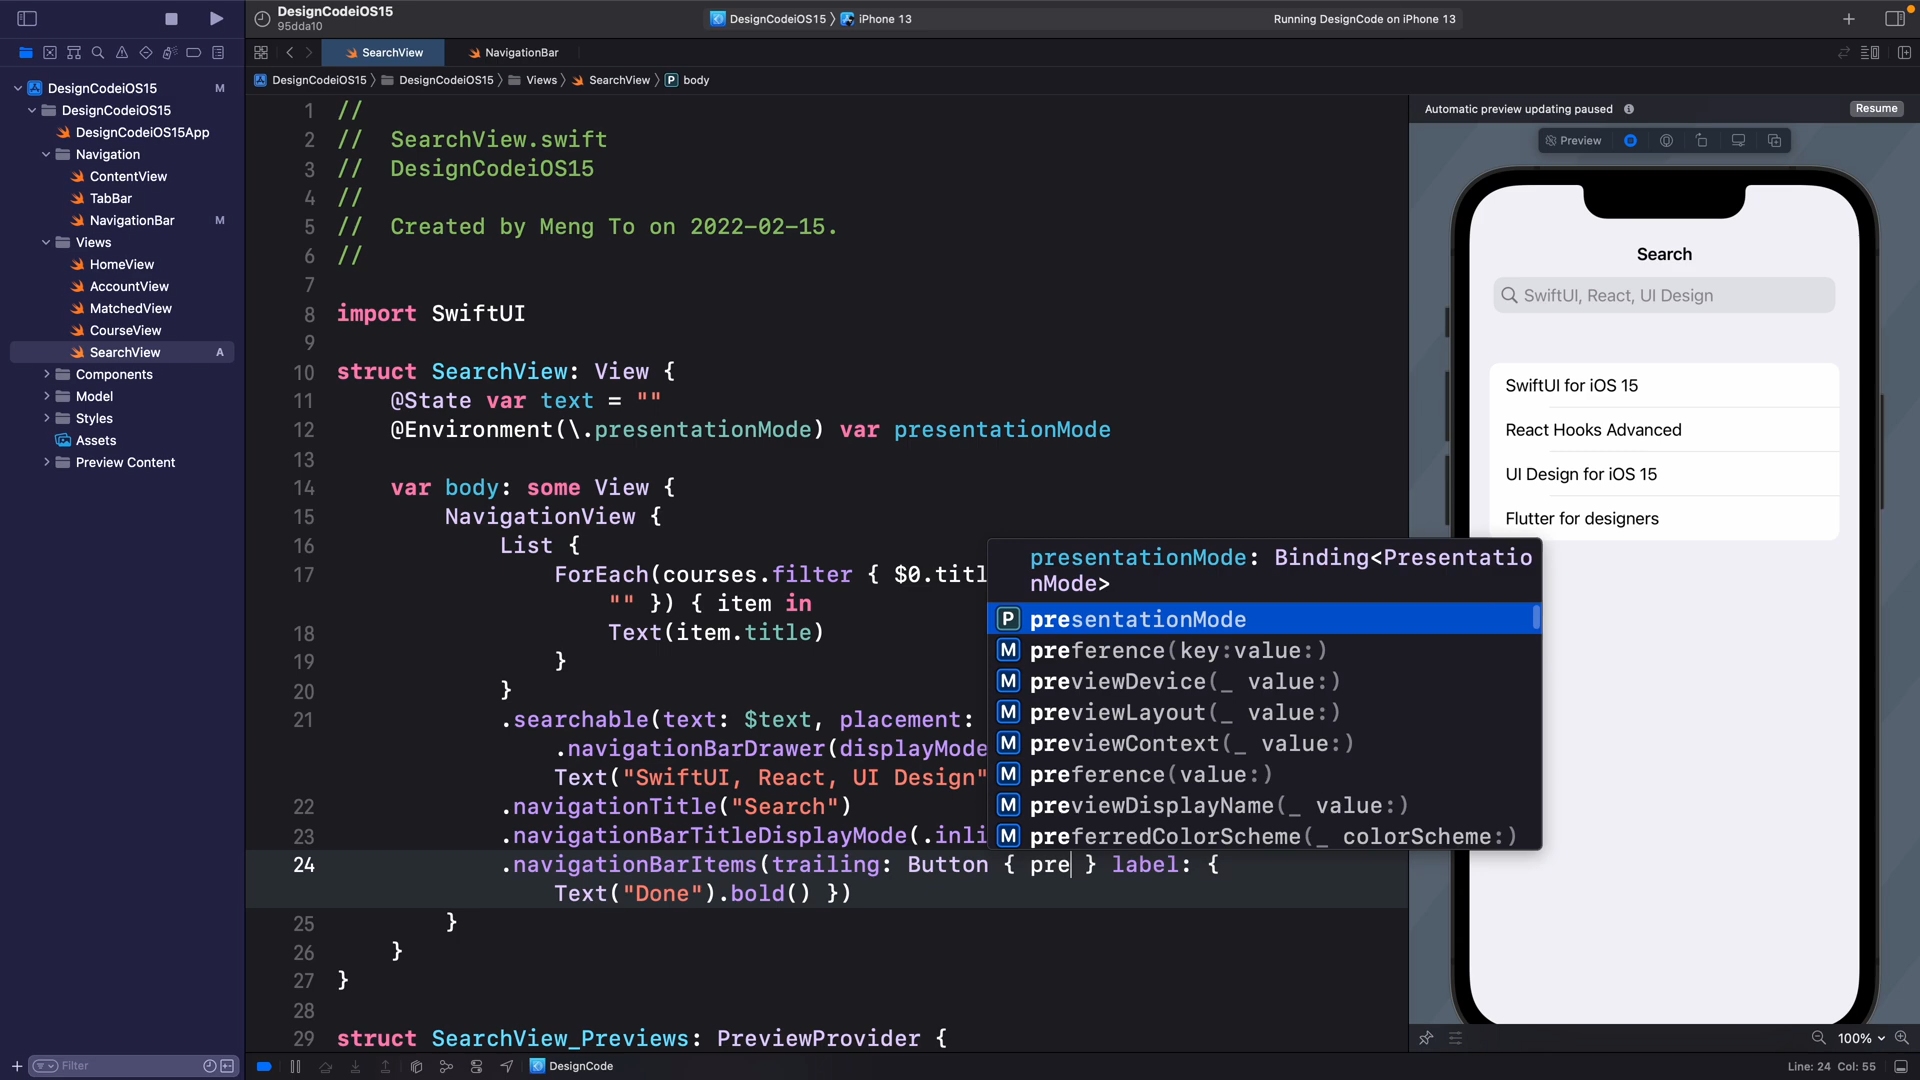 DesignCodeiOS15
95dda10
DesignCodeiOS15 〉 iPhone 13
Running DesignCode on iPhone 13
SearchView
NavigationBar
DesignCodeiOS15 〉 DesignCodeiOS15 〉 Views 〉 SearchView 〉 P body
DesignCodeiOS15 M
DesignCodeiOS15
DesignCodeiOS15App
Navigation
ContentView
TabBar
NavigationBar M
Views
HomeView
AccountView
MatchedView
CourseView
SearchView A
Components
Model
Styles
Assets
Preview Content
Filter
1 //
2 //  SearchView.swift
3 //  DesignCodeiOS15
4 //
5 //  Created by Meng To on 2022-02-15.
6 //
7
8 import SwiftUI
9
10 struct SearchView: View {
11     @State var text = ""
12     @Environment(\.presentationMode) var presentationMode
13
14     var body: some View {
15         NavigationView {
16             List {
17                 ForEach(courses.filter { $0.titl
"" }) { item in
18                     Text(item.title)
19                 }
20             }
21             .searchable(text: $text, placement:
.navigationBarDrawer(displayMode
Text("SwiftUI, React, UI Design"
22             .navigationTitle("Search")
23             .navigationBarTitleDisplayMode(.inli
24             .navigationBarItems(trailing: Button { pre } label: {
Text("Done").bold() })
25         }
26     }
27 }
28
29 struct SearchView_Previews: PreviewProvider {
presentationMode: Binding<Presentatio
nMode>
P presentationMode
M preference(key:value:)
M previewDevice(_ value:)
M previewLayout(_ value:)
M previewContext(_ value:)
M preference(value:)
M previewDisplayName(_ value:)
M preferredColorScheme(_ colorScheme:)
Automatic preview updating paused
Resume
Preview
Search
SwiftUI, React, UI Design
SwiftUI for iOS 15
React Hooks Advanced
UI Design for iOS 15
Flutter for designers
100%
DesignCode
Line: 24 Col: 55